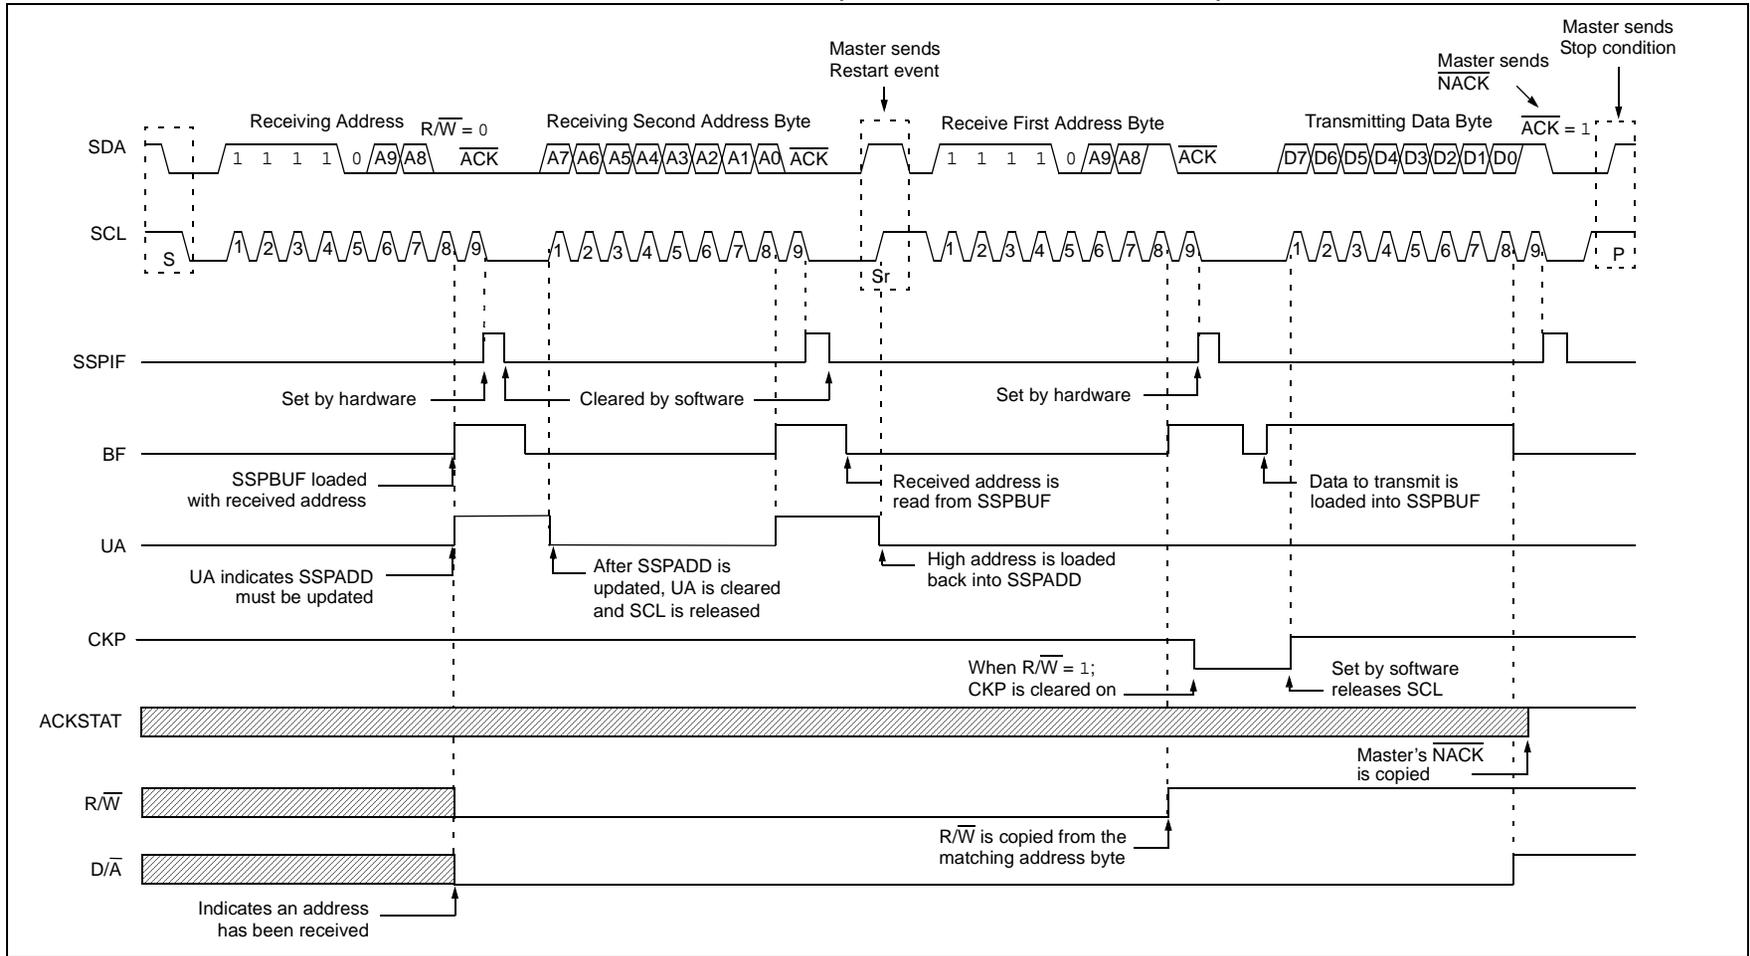 Master sends
Stop condition
Master sends
Restart event
Master sends
NACK
Receiving Address R/W = 0
Receiving Second Address Byte
Receive First Address Byte
Transmitting Data Byte
ACK = 1
SDA 1 1 1 1 0 A9 A8 ACK A7 A6 A5 A4 A3 A2 A1 A0 ACK 1 1 1 1 0 A9 A8 ACK D7 D6 D5 D4 D3 D2 D1 D0
SCL 1 2 3 4 5 6 7 8 9 1 2 3 4 5 6 7 8 9 1 2 3 4 5 6 7 8 9 1 2 3 4 5 6 7 8 9
S Sr P
SSPIF
Set by hardware
Cleared by software
Set by hardware
BF
SSPBUF loaded
with received address
Received address is
read from SSPBUF
Data to transmit is
loaded into SSPBUF
UA
UA indicates SSPADD
must be updated
After SSPADD is
updated, UA is cleared
and SCL is released
High address is loaded
back into SSPADD
CKP
When R/W = 1;
CKP is cleared on
Set by software
releases SCL
ACKSTAT
Master's NACK
is copied
R/W
R/W is copied from the
matching address byte
D/A
Indicates an address
has been received